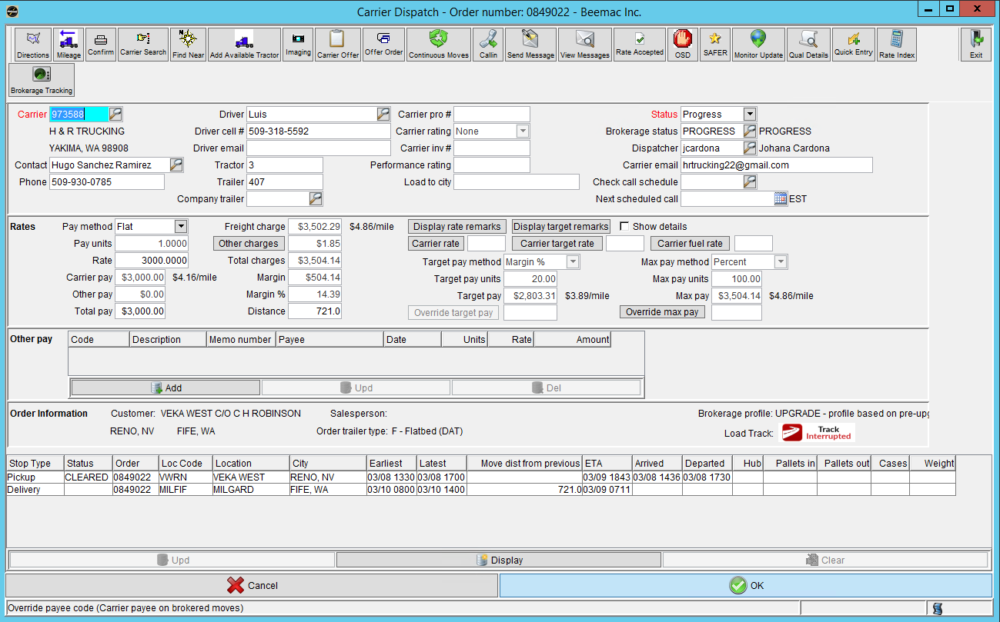 Carrier Dispatch - Order number: 0849022 - Beemac Inc.
Directions Mileage Confirm Carrier Search Find Near Add Available Tractor Imaging Carrier Offer Offer Order Continuous Moves Callin Send Message View Messages Rate Accepted OSD SAFER Monitor Update Qual Details Quick Entry Rate Index Exit
Brokerage Tracking
Carrier 973588 Driver Luis Carrier pro # Status Progress
H & R TRUCKING Driver cell # 509-318-5592 Carrier rating None Brokerage status PROGRESS PROGRESS
YAKIMA, WA 98908 Driver email Carrier inv # Dispatcher jcardona Johana Cardona
Contact Hugo Sanchez Ramirez Tractor 3 Performance rating Carrier email hrtrucking22@gmail.com
Phone 509-930-0785 Trailer 407 Load to city Check call schedule
Company trailer Next scheduled call EST
Rates Pay method Flat Freight charge $3,502.29 $4.86/mile Display rate remarks Display target remarks Show details
Pay units 1.0000 Other charges $1.85 Carrier rate Carrier target rate Carrier fuel rate
Rate 3000.0000 Total charges $3,504.14 Target pay method Margin % Max pay method Percent
Carrier pay $3,000.00 $4.16/mile Margin $504.14 Target pay units 20.00 Max pay units 100.00
Other pay $0.00 Margin % 14.39 Target pay $2,803.31 $3.89/mile Max pay $3,504.14 $4.86/mile
Total pay $3,000.00 Distance 721.0 Override target pay Override max pay
Other pay Code Description Memo number Payee Date Units Rate Amount
Add Upd Del
Order Information Customer: VEKA WEST C/O C H ROBINSON Salesperson: Brokerage profile: UPGRADE - profile based on pre-upg
RENO, NV FIFE, WA Order trailer type: F - Flatbed (DAT) Load Track: Track Interrupted
Stop Type Status Order Loc Code Location City Earliest Latest Move dist from previous ETA Arrived Departed Hub Pallets in Pallets out Cases Weight
Pickup CLEARED 0849022 VWRN VEKA WEST RENO, NV 03/08 1330 03/08 1700 03/09 1843 03/08 1436 03/08 1730
Delivery 0849022 MILFIF MILGARD FIFE, WA 03/10 0800 03/10 1400 721.0 03/09 0711
Upd Display Clear
Cancel OK
Override payee code (Carrier payee on brokered moves)